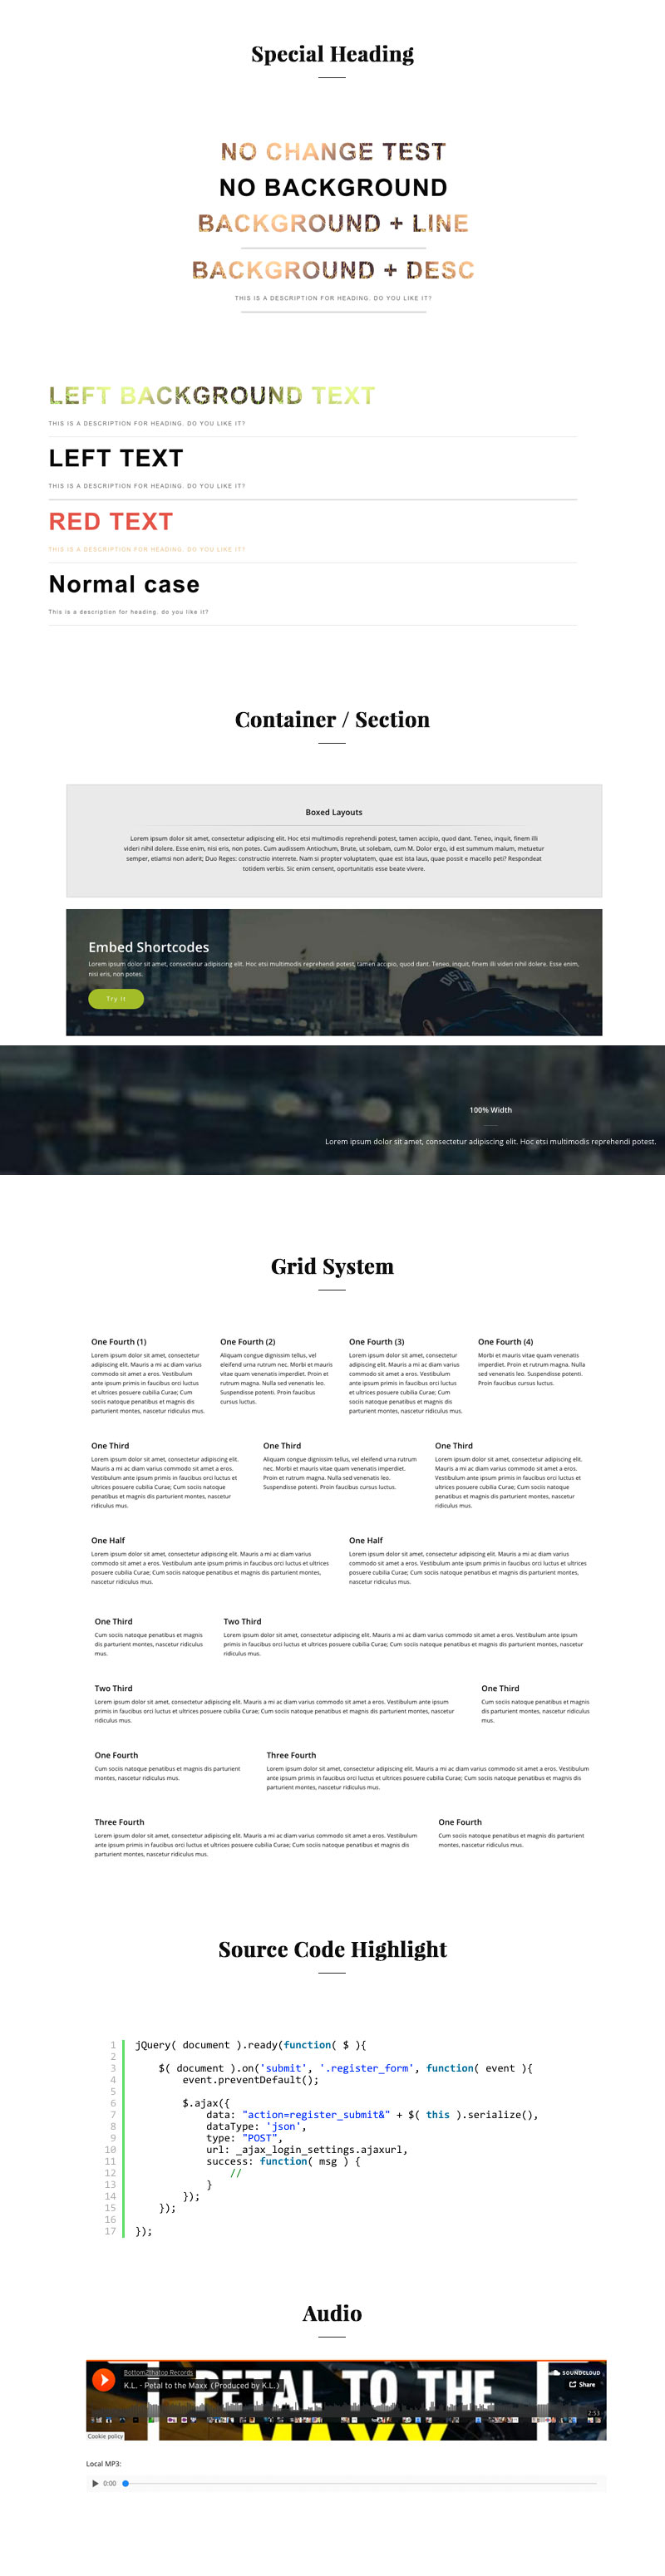 Special Heading
NO CHANGE TEST
NO BACKGROUND
BACKGROUND + LINE
BACKGROUND + DESC
THIS IS A DESCRIPTION FOR HEADING. DO YOU LIKE IT?
LEFT BACKGROUND TEXT
THIS IS A DESCRIPTION FOR HEADING. DO YOU LIKE IT?
LEFT TEXT
THIS IS A DESCRIPTION FOR HEADING. DO YOU LIKE IT?
RED TEXT
THIS IS A DESCRIPTION FOR HEADING. DO YOU LIKE IT?
Normal case
This is a description for heading. do you like it?
Container / Section
Boxed Layouts
Lorem ipsum dolor sit amet, consectetur adipiscing elit. Hoc etsi multimodis reprehendi potest, tamen accipio, quod dant. Teneo, inquit, finem illi
videri nihil dolere. Esse enim, nisi eris, non potes. Cum audissem Antiochum, Brute, ut solebam, cum M. Dolor ergo, id est summum malum, metuetur
semper, etiamsi non aderit; Duo Reges: constructio interrete. Nam si propter voluptatem, quae est ista laus, quae possit e macello peti? Respondeat
totidem verbis. Sic enim censent, oportunitatis esse beate vivere.
Embed Shortcodes
Lorem ipsum dolor sit amet, consectetur adipiscing elit. Hoc etsi multimodis reprehendi potest, tamen accipio, quod dant. Teneo, inquit, finem illi videri nihil dolere. Esse enim,
nisi eris, non potes.
Try It
100% Width
Lorem ipsum dolor sit amet, consectetur adipiscing elit. Hoc etsi multimodis reprehendi potest.
Grid System
One Fourth (1)
Lorem ipsum dolor sit amet, consectetur
adipiscing elit. Mauris a mi ac diam varius
commodo sit amet a eros. Vestibulum
ante ipsum primis in faucibus orci luctus
et ultrices posuere cubilia Curae; Cum
sociis natoque penatibus et magnis dis
parturient montes, nascetur ridiculus mus.
One Fourth (2)
Aliquam congue dignissim tellus, vel
eleifend urna rutrum nec. Morbi et mauris
vitae quam venenatis imperdiet. Proin et
rutrum magna. Nulla sed venenatis leo.
Suspendisse potenti. Proin faucibus
cursus luctus.
One Fourth (3)
Lorem ipsum dolor sit amet, consectetur
adipiscing elit. Mauris a mi ac diam varius
commodo sit amet a eros. Vestibulum
ante ipsum primis in faucibus orci luctus
et ultrices posuere cubilia Curae; Cum
sociis natoque penatibus et magnis dis
parturient montes, nascetur ridiculus mus.
One Fourth (4)
Morbi et mauris vitae quam venenatis
imperdiet. Proin et rutrum magna. Nulla
sed venenatis leo. Suspendisse potenti.
Proin faucibus cursus luctus.
One Third
Lorem ipsum dolor sit amet, consectetur adipiscing elit.
Mauris a mi ac diam varius commodo sit amet a eros.
Vestibulum ante ipsum primis in faucibus orci luctus et
ultrices posuere cubilia Curae; Cum sociis natoque
penatibus et magnis dis parturient montes, nascetur
ridiculus mus.
One Third
Aliquam congue dignissim tellus, vel eleifend urna rutrum
nec. Morbi et mauris vitae quam venenatis imperdiet.
Proin et rutrum magna. Nulla sed venenatis leo.
Suspendisse potenti. Proin faucibus cursus luctus.
One Third
Lorem ipsum dolor sit amet, consectetur adipiscing elit.
Mauris a mi ac diam varius commodo sit amet a eros.
Vestibulum ante ipsum primis in faucibus orci luctus et
ultrices posuere cubilia Curae; Cum sociis natoque
penatibus et magnis dis parturient montes, nascetur
ridiculus mus.
One Half
Lorem ipsum dolor sit amet, consectetur adipiscing elit. Mauris a mi ac diam varius
commodo sit amet a eros. Vestibulum ante ipsum primis in faucibus orci luctus et ultrices
posuere cubilia Curae; Cum sociis natoque penatibus et magnis dis parturient montes,
nascetur ridiculus mus.
One Half
Lorem ipsum dolor sit amet, consectetur adipiscing elit. Mauris a mi ac diam varius
commodo sit amet a eros. Vestibulum ante ipsum primis in faucibus orci luctus et ultrices
posuere cubilia Curae; Cum sociis natoque penatibus et magnis dis parturient montes,
nascetur ridiculus mus.
One Third
Cum sociis natoque penatibus et magnis
dis parturient montes, nascetur ridiculus
mus.
Two Third
Lorem ipsum dolor sit amet, consectetur adipiscing elit. Mauris a mi ac diam varius commodo sit amet a eros. Vestibulum ante ipsum
primis in faucibus orci luctus et ultrices posuere cubilia Curae; Cum sociis natoque penatibus et magnis dis parturient montes, nascetur
ridiculus mus.
Two Third
Lorem ipsum dolor sit amet, consectetur adipiscing elit. Mauris a mi ac diam varius commodo sit amet a eros. Vestibulum ante ipsum
primis in faucibus orci luctus et ultrices posuere cubilia Curae; Cum sociis natoque penatibus et magnis dis parturient montes, nascetur
ridiculus mus.
One Third
Cum sociis natoque penatibus et magnis
dis parturient montes, nascetur ridiculus
mus.
One Fourth
Cum sociis natoque penatibus et magnis dis parturient
montes, nascetur ridiculus mus.
Three Fourth
Lorem ipsum dolor sit amet, consectetur adipiscing elit. Mauris a mi ac diam varius commodo sit amet a eros. Vestibulum
ante ipsum primis in faucibus orci luctus et ultrices posuere cubilia Curae; Cum sociis natoque penatibus et magnis dis
parturient montes, nascetur ridiculus mus.
Three Fourth
Lorem ipsum dolor sit amet, consectetur adipiscing elit. Mauris a mi ac diam varius commodo sit amet a eros. Vestibulum
ante ipsum primis in faucibus orci luctus et ultrices posuere cubilia Curae; Cum sociis natoque penatibus et magnis dis
parturient montes, nascetur ridiculus mus.
One Fourth
Cum sociis natoque penatibus et magnis dis parturient
montes, nascetur ridiculus mus.
Source Code Highlight
1 jQuery( document ).ready(function( $ ){
2
3 $( document ).on('submit', '.register_form', function( event ){
4 event.preventDefault();
5
6 $.ajax({
7 data: "action=register_submit&" + $( this ).serialize(),
8 dataType: 'json',
9 type: "POST",
10 url: _ajax_login_settings.ajaxurl,
11 success: function( msg ) {
12 //
13 }
14 });
15 });
16
17 });
Audio
PETAL TO THE
MAXX
Bottom2thatop Records
K.L. - Petal to the Maxx (Produced by K.L.)
SOUNDCLOUD
Share
2:53
Cookie policy
Local MP3:
0:00